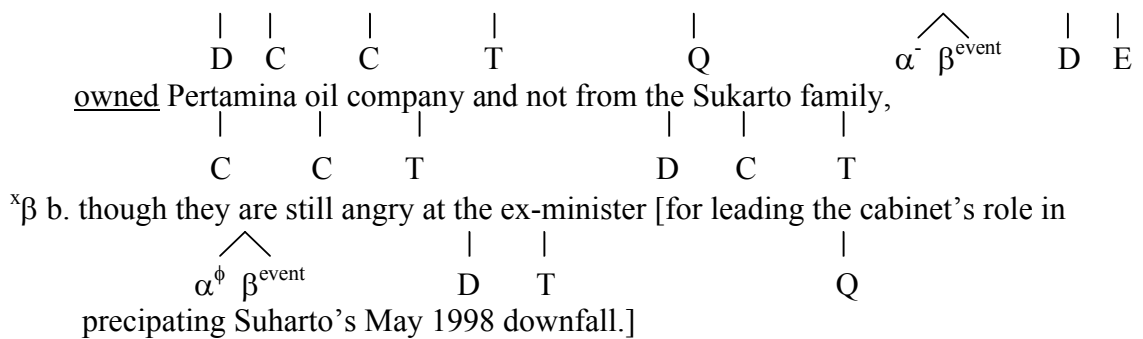 D C C T Q α⁻ β^event D E
owned Pertamina oil company and not from the Sukarto family,
C C T D C T
ˣβ b. though they are still angry at the ex-minister [for leading the cabinet’s role in
α^ϕ β^event D T Q
precipating Suharto’s May 1998 downfall.]